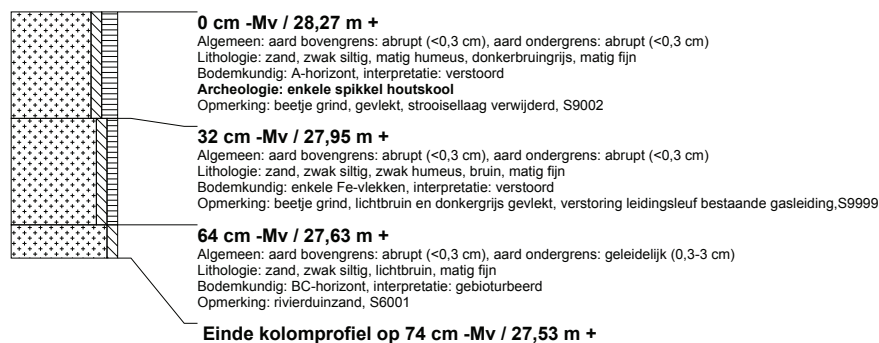 0 cm -Mv / 28,27 m +
Algemeen: aard bovengrens: abrupt (<0,3 cm), aard ondergrens: abrupt (<0,3 cm)
Lithologie: zand, zwak siltig, matig humeus, donkerbruingrijs, matig fijn
Bodemkundig: A-horizont, interpretatie: verstoord
Archeologie: enkele spikkel houtskool
Opmerking: beetje grind, gevlekt, strooisellaag verwijderd, S9002
32 cm -Mv / 27,95 m +
Algemeen: aard bovengrens: abrupt (<0,3 cm), aard ondergrens: abrupt (<0,3 cm)
Lithologie: zand, zwak siltig, zwak humeus, bruin, matig fijn
Bodemkundig: enkele Fe-vlekken, interpretatie: verstoord
Opmerking: beetje grind, lichtbruin en donkergrijs gevlekt, verstoring leidingsleuf bestaande gasleiding,S9999
64 cm -Mv / 27,63 m +
Algemeen: aard bovengrens: abrupt (<0,3 cm), aard ondergrens: geleidelijk (0,3-3 cm)
Lithologie: zand, zwak siltig, lichtbruin, matig fijn
Bodemkundig: BC-horizont, interpretatie: gebioturbeerd
Opmerking: rivierduinzand, S6001
Einde kolomprofiel op 74 cm -Mv / 27,53 m +